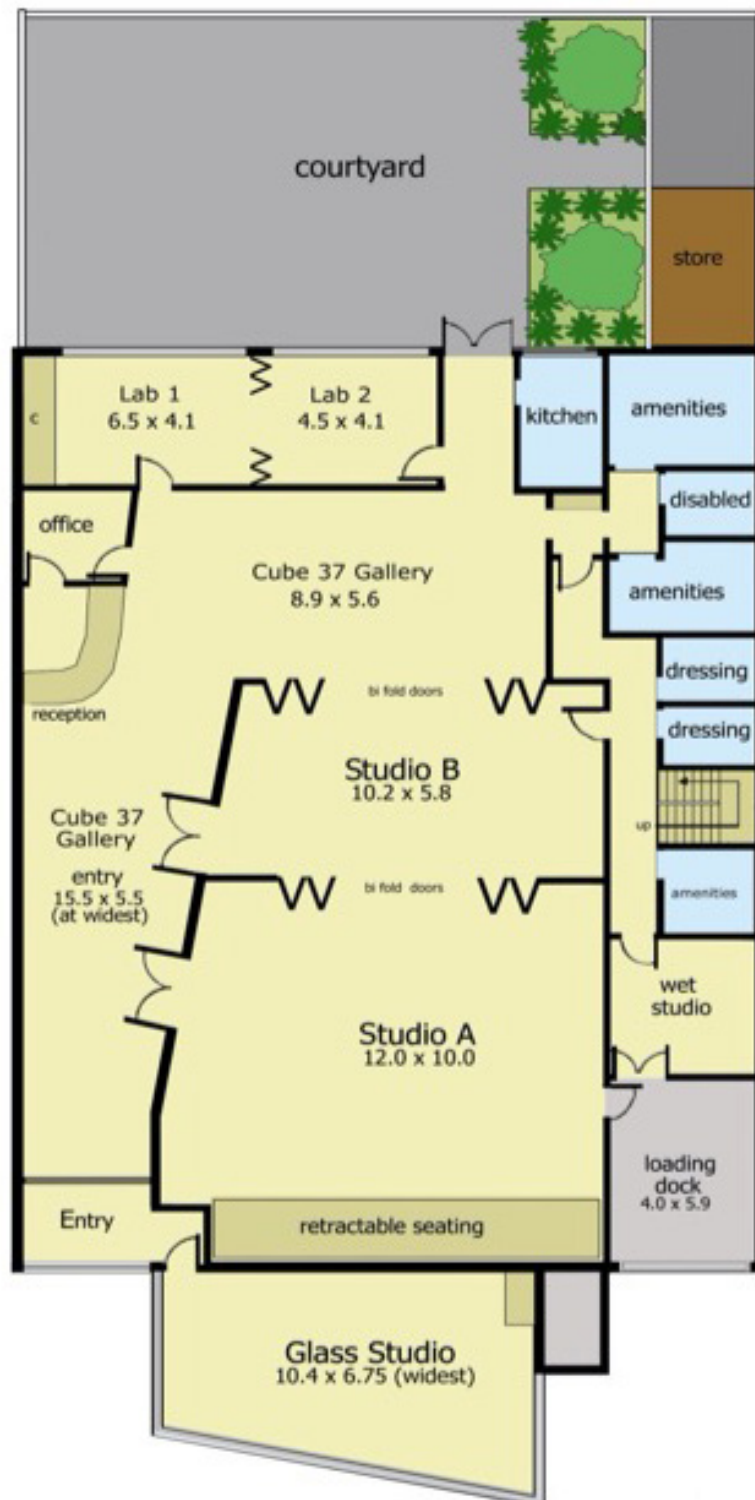 courtyard
store
Lab 1
6.5 x 4.1
Lab 2
4.5 x 4.1
c
kitchen
amenities
office
disabled
Cube 37 Gallery
8.9 x 5.6
amenities
dressing
bi fold doors
reception
dressing
Studio B
10.2 x 5.8
Cube 37
Gallery
entry
15.5 x 5.5
(at widest)
up
bi fold doors
amenities
wet
studio
Studio A
12.0 x 10.0
loading
dock
4.0 x 5.9
Entry
retractable seating
Glass Studio
10.4 x 6.75 (widest)